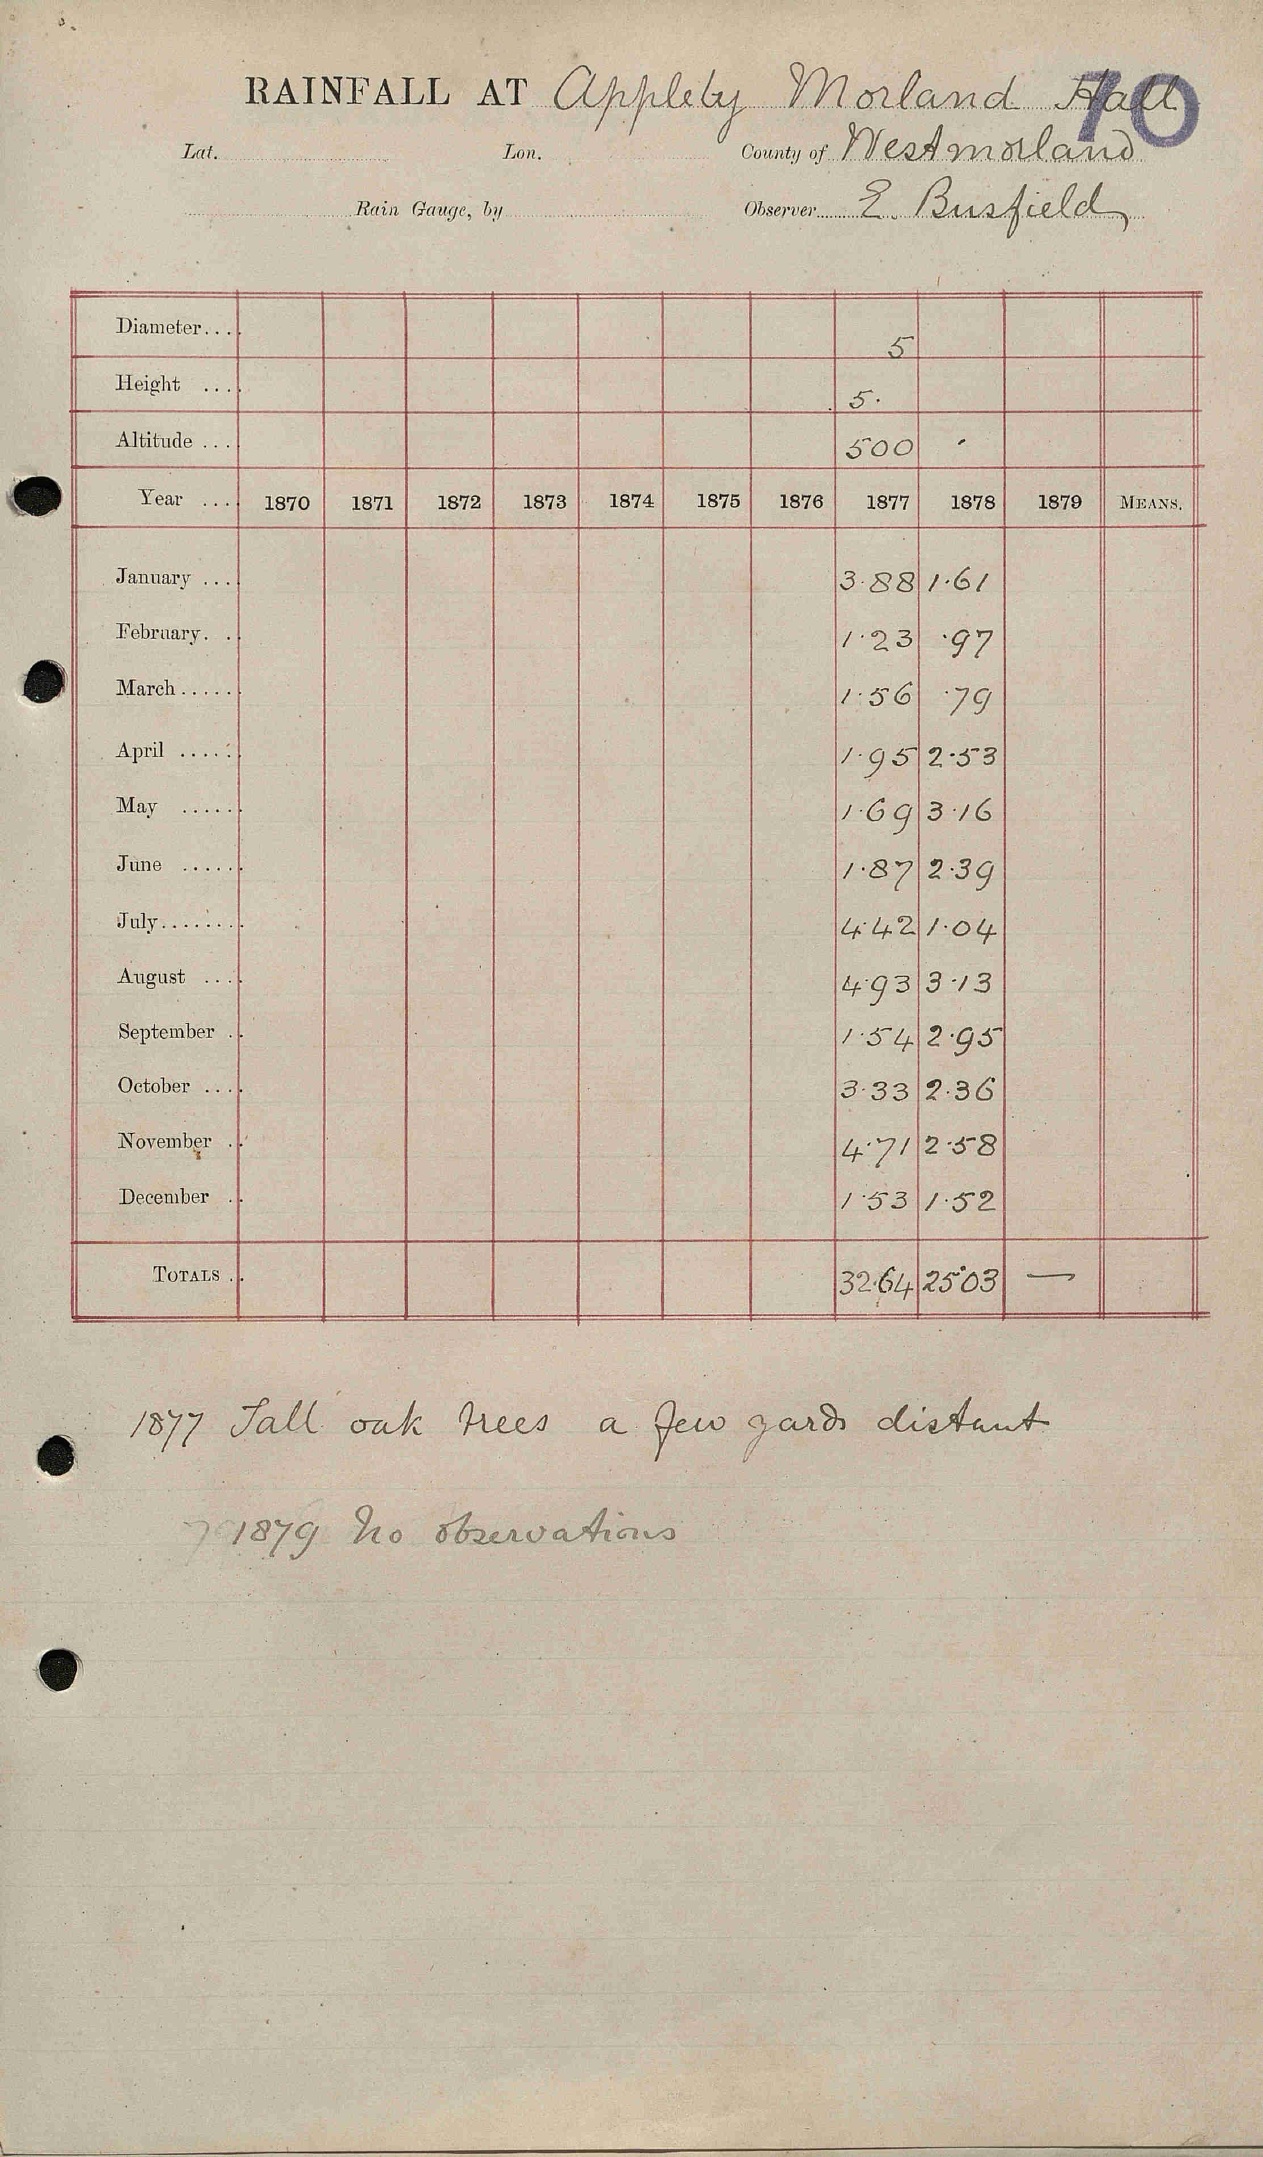 70
RAINFALL AT Appleby Morland Hall
Lat. Lon. County of Westmorland
Rain Gauge, by Observer E. Busfield
Diameter.... 5
Height .... 5.
Altitude .... 500
Year .... 1870 1871 1872 1873 1874 1875 1876 1877 1878 1879 MEANS.
January .... 3.88 1.61
February. .. 1.23 .97
March...... 1.56 .79
April ...... 1.95 2.53
May ...... 1.69 3.16
June ...... 1.87 2.39
July........ 4.42 1.04
August .... 4.93 3.13
September .. 1.54 2.95
October .... 3.33 2.36
November .. 4.71 2.58
December .. 1.53 1.52
TOTALS .. 32.64 25.03 —
1877 Tall oak trees a few yards distant
1879 No observations